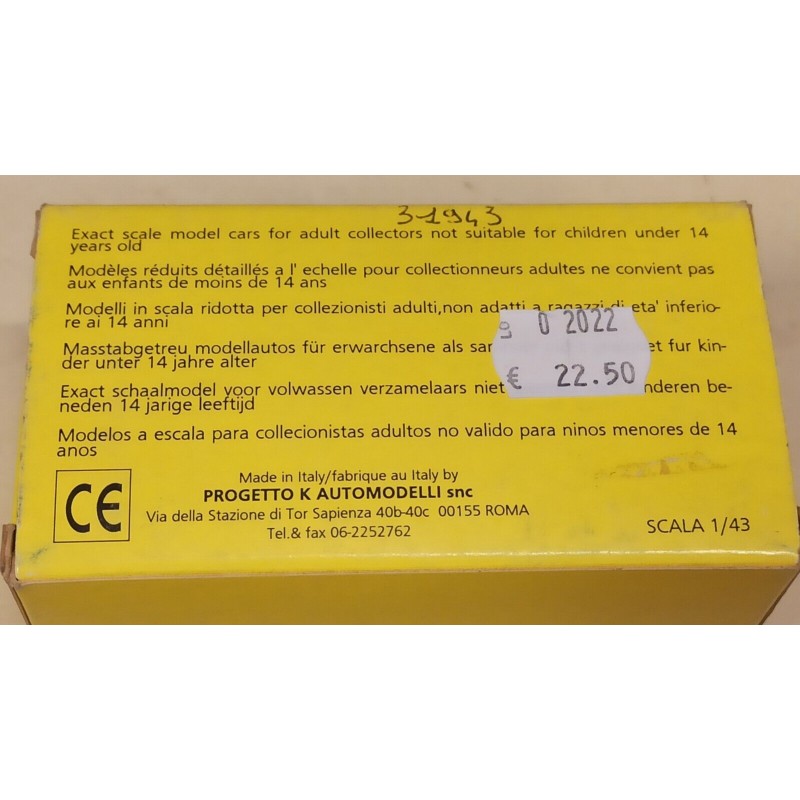 31943
Exact scale model cars for adult collectors not suitable for children under 14
years old
Modèles réduits détaillés a l' echelle pour collectionneurs adultes ne convient pas
aux enfants de moins de 14 ans
Modelli in scala ridotta per collezionisti adulti,non adatti a ragazzi di eta' inferio-
re ai 14 anni
0 2022
Masstabgetreu modellautos für erwarchsene als fur kin-
der unter 14 jahre alter
€ 22.50
Exact schaalmodel voor volwassen verzamelaars niet be-
neden 14 jarige leeftijd
Modelos a escala para collecionistas adultos no valido para ninos menores de 14
anos
CE
Made in Italy/fabrique au Italy by
PROGETTO K AUTOMODELLI snc
Via della Stazione di Tor Sapienza 40b-40c 00155 ROMA
Tel.& fax 06-2252762
SCALA 1/43